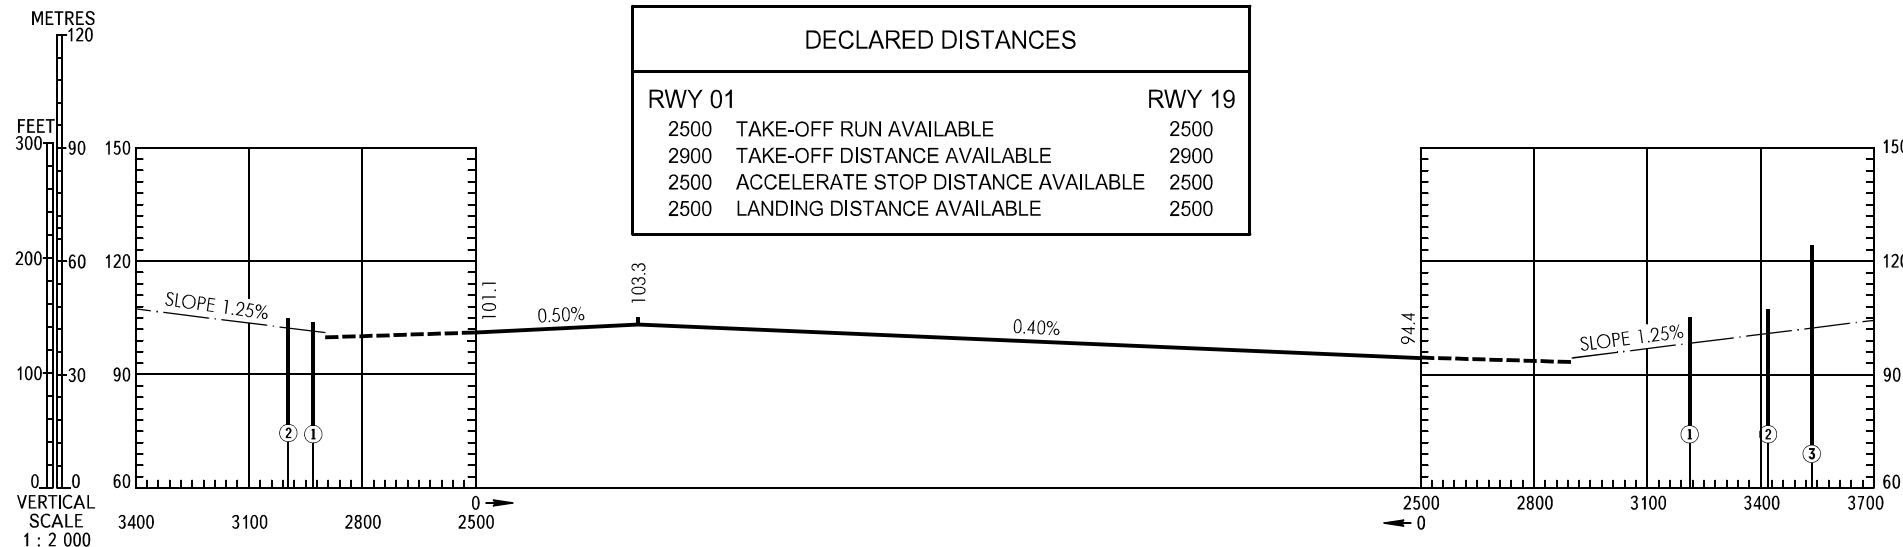 METRES
120
DECLARED DISTANCES
RWY 01 RWY 19
2500 TAKE-OFF RUN AVAILABLE 2500
2900 TAKE-OFF DISTANCE AVAILABLE 2900
2500 ACCELERATE STOP DISTANCE AVAILABLE 2500
2500 LANDING DISTANCE AVAILABLE 2500
FEET
300 90 150 150
200 60 120 120
SLOPE 1.25% 101.1 0.50% 103.3 0.40% 94.4 SLOPE 1.25%
100 30 90 90
2 1 1 2
3
0 0 60 60
VERTICAL
SCALE
1 : 2 000
0 2500 2800 3100 3400 3700
3400 3100 2800 2500 0